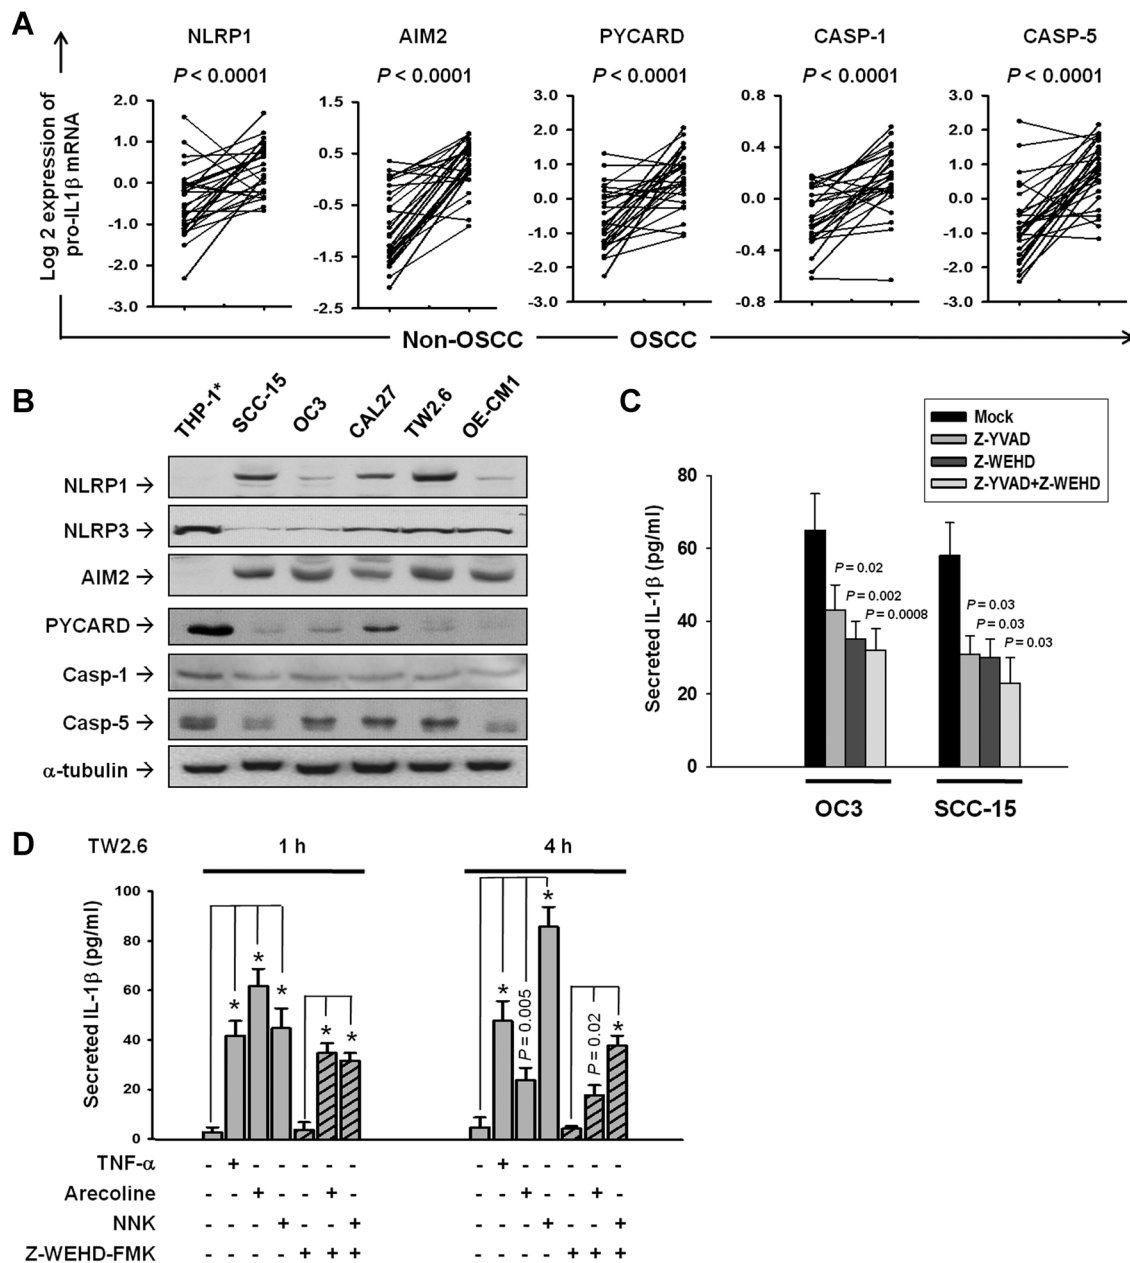 A
NLRP1 AIM2 PYCARD CASP-1 CASP-5
P < 0.0001 P < 0.0001 P < 0.0001 P < 0.0001 P < 0.0001
Log 2 expression of
pro-IL1β mRNA
2.0
1.0
0.0
-1.0
-2.0
-3.0
1.5
0.5
-0.5
-1.5
-2.5
3.0
2.0
1.0
0.0
-1.0
-2.0
-3.0
0.8
0.4
0.0
-0.4
-0.8
3.0
2.0
1.0
0.0
-1.0
-2.0
-3.0
Non-OSCC OSCC
B
THP-1* SCC-15 OC3 CAL27 TW2.6 OE-CM1
NLRP1 →
NLRP3 →
AIM2 →
PYCARD →
Casp-1 →
Casp-5 →
α-tubulin →
C
Mock
Z-YVAD
Z-WEHD
Z-YVAD+Z-WEHD
Secreted IL-1β (pg/ml)
80
60
40
20
0
P = 0.02
P = 0.002
P = 0.0008
P = 0.03
P = 0.03
P = 0.03
OC3 SCC-15
D
TW2.6 1 h 4 h
Secreted IL-1β (pg/ml)
100
80
60
40
20
0
* * * * *
* P = 0.005 * P = 0.02 *
TNF-α - + - - - - - - + - - - - -
Arecoline - - + - - + - - - + - - + -
NNK - - - + - - + - - - + - - +
Z-WEHD-FMK - - - - + + + - - - - + + +